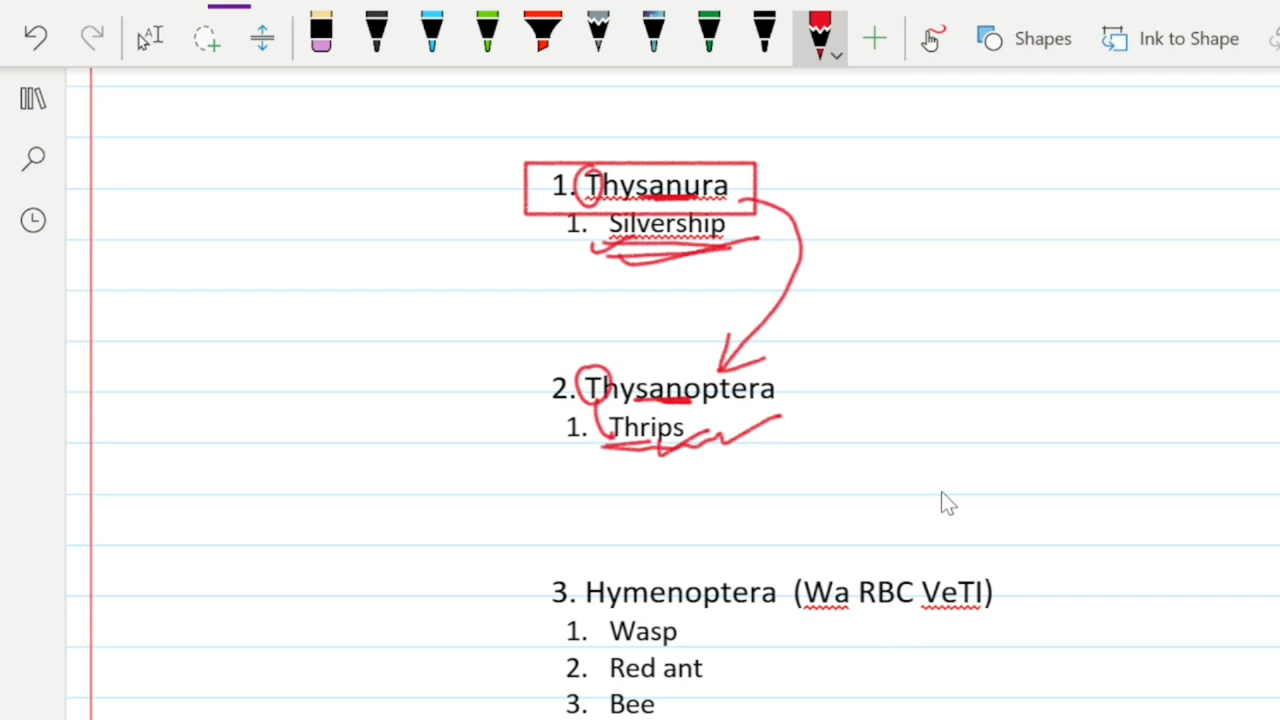 Shapes
Ink to Shape
1. Thysanura
1. Silvership
2. Thysanoptera
1. Thrips
3. Hymenoptera (Wa RBC VeTI)
1. Wasp
2. Red ant
3. Bee